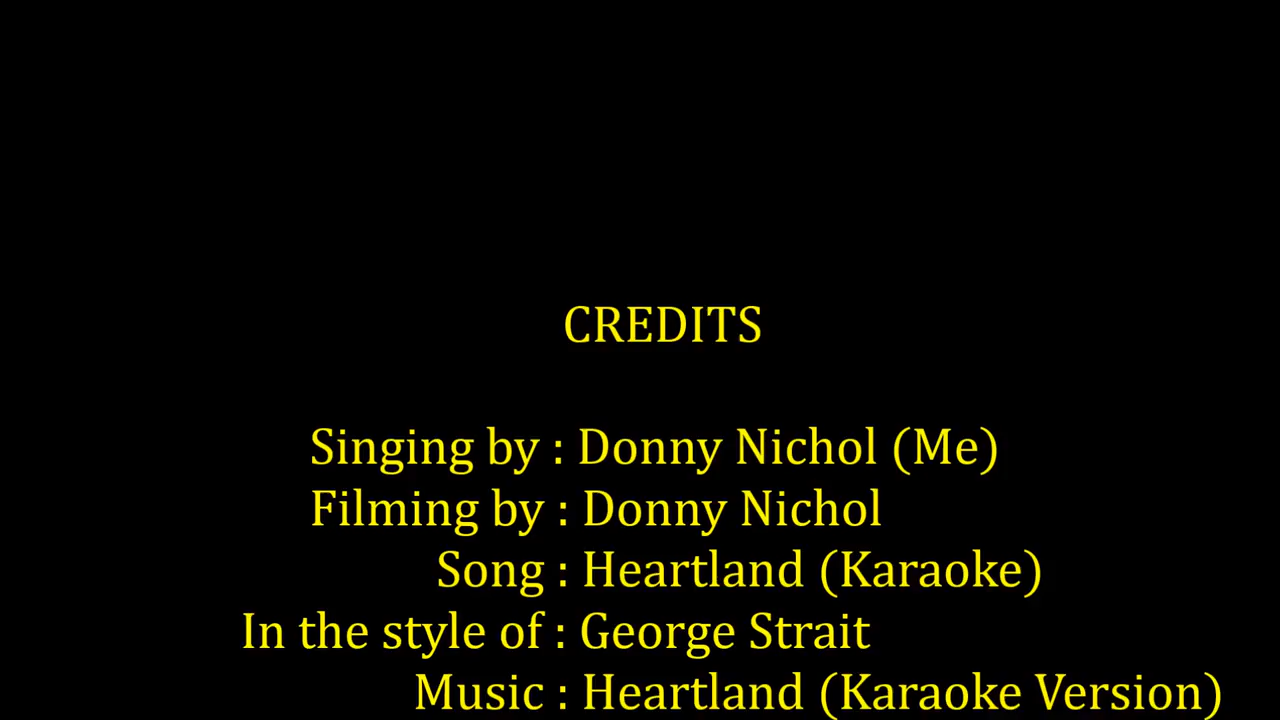 CREDITS
Singing by : Donny Nichol (Me)
Filming by : Donny Nichol
Song : Heartland (Karaoke)
In the style of : George Strait
Music : Heartland (Karaoke Version)